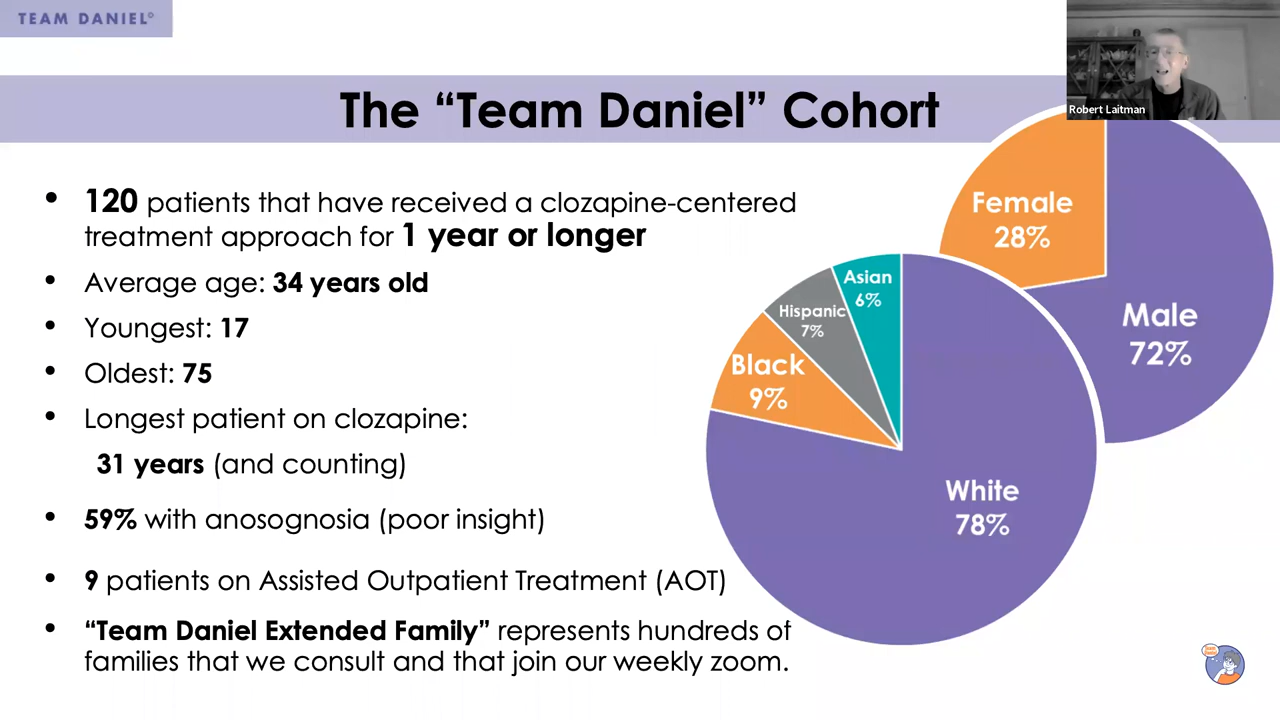 TEAM DANIEL©
Robert Laitman
The “Team Daniel” Cohort
• 120 patients that have received a clozapine-centered
treatment approach for 1 year or longer
• Average age: 34 years old
• Youngest: 17
• Oldest: 75
• Longest patient on clozapine:
31 years (and counting)
• 59% with anosognosia (poor insight)
• 9 patients on Assisted Outpatient Treatment (AOT)
• “Team Daniel Extended Family” represents hundreds of
families that we consult and that join our weekly zoom.
Female
28%
Male
72%
Asian
6%
Hispanic
7%
Black
9%
White
78%